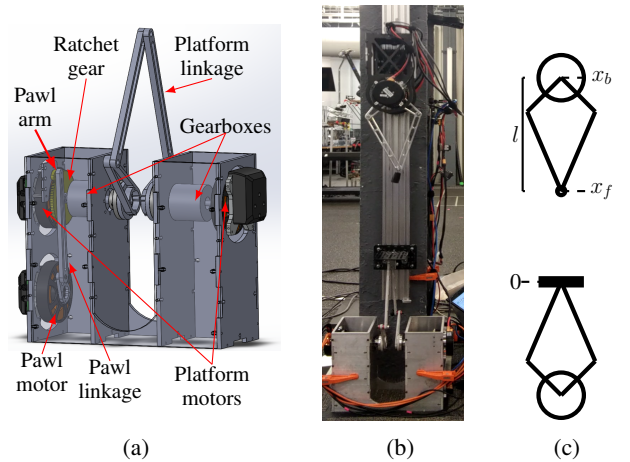 Ratchet
gear
Platform
linkage
Pawl
arm
Gearboxes
Pawl
motor
Pawl
linkage
Platform
motors
x_b
l
x_f
0
(a)
(b)
(c)